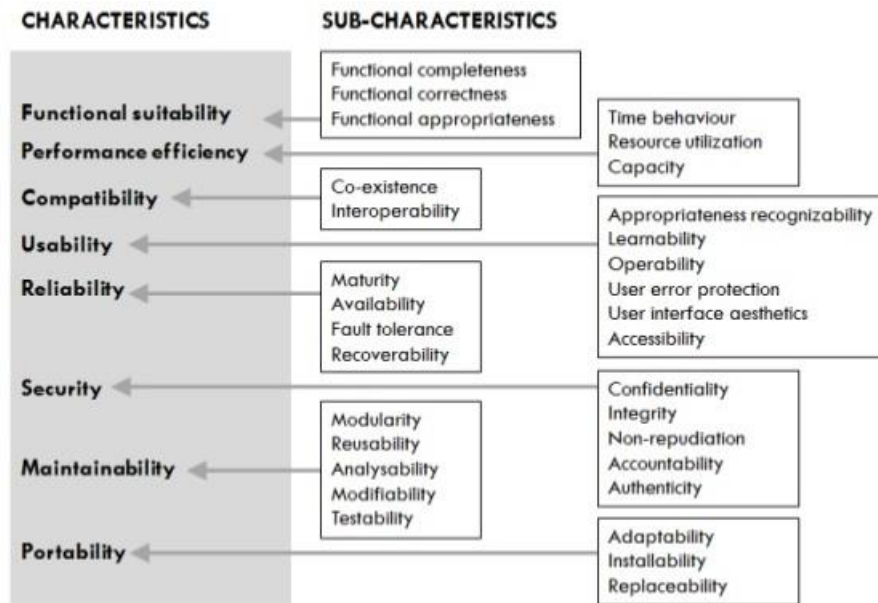 CHARACTERISTICS
SUB-CHARACTERISTICS
Functional suitability
Functional completeness
Functional correctness
Functional appropriateness
Performance efficiency
Time behaviour
Resource utilization
Capacity
Compatibility
Co-existence
Interoperability
Usability
Appropriateness recognizability
Learnability
Operability
User error protection
User interface aesthetics
Accessibility
Reliability
Maturity
Availability
Fault tolerance
Recoverability
Security
Confidentiality
Integrity
Non-repudiation
Accountability
Authenticity
Maintainability
Modularity
Reusability
Analysability
Modifiability
Testability
Portability
Adaptability
Installability
Replaceability